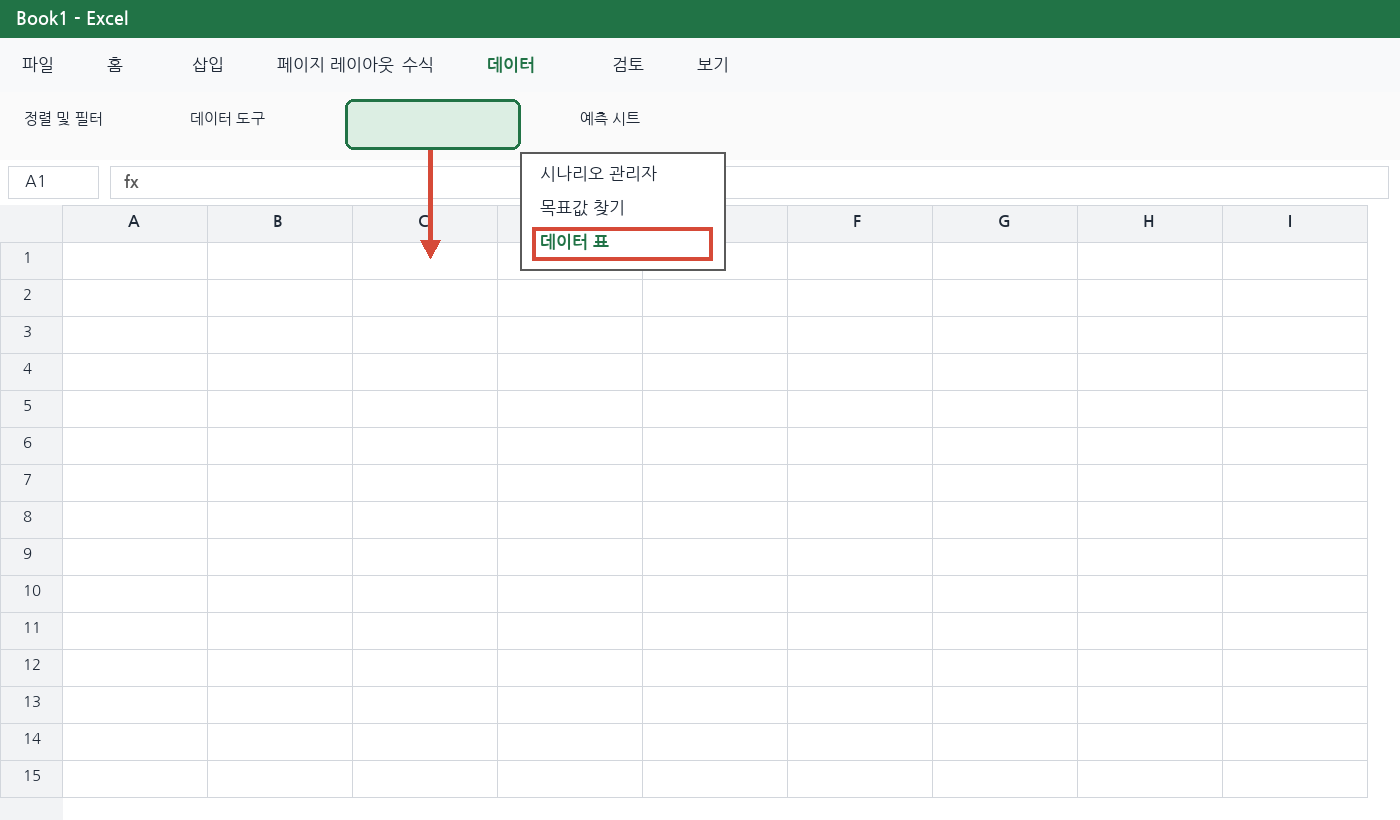 Book1 - Excel
파일 홈 삽입 페이지 레이아웃 수식 데이터 검토 보기
정렬 및 필터 데이터 도구 예측 시트
시나리오 관리자
목표값 찾기
데이터 표
A1 fx
A B C F G H I
1
2
3
4
5
6
7
8
9
10
11
12
13
14
15